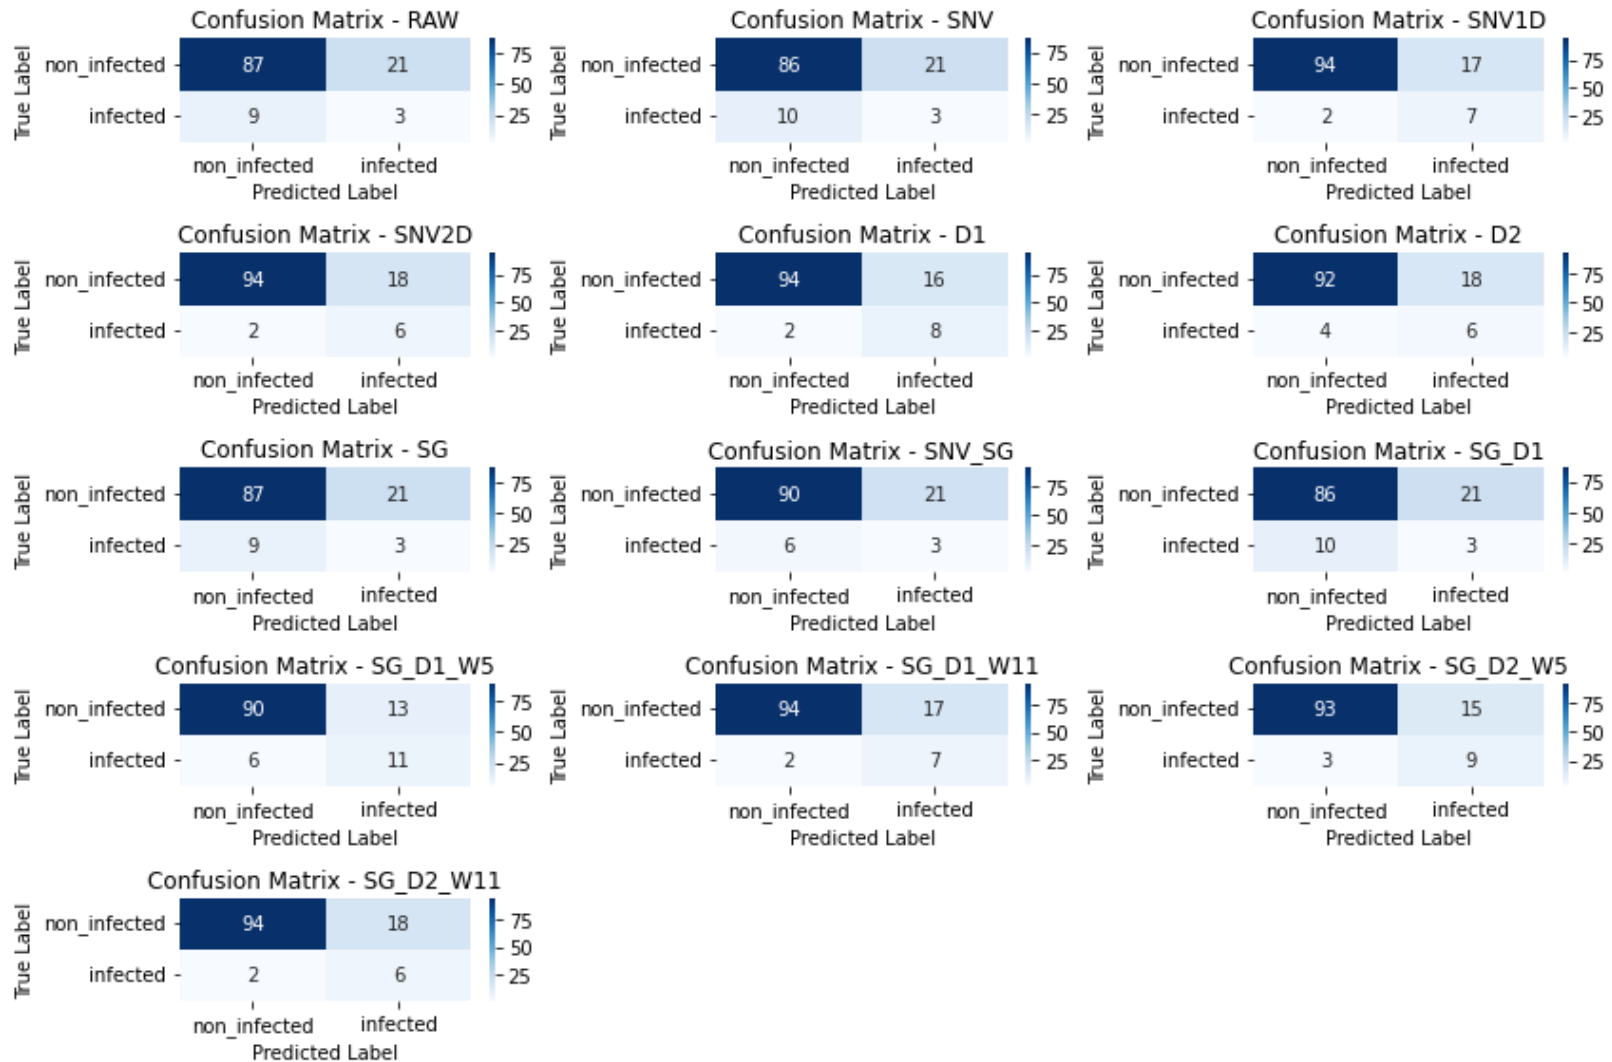 Confusion Matrix - RAW
True Label
non_infected
87
21
75
50
infected
9
3
25
non_infected
infected
Predicted Label
Confusion Matrix - SNV
True Label
non_infected
86
21
75
50
infected
10
3
25
non_infected
infected
Predicted Label
Confusion Matrix - SNV1D
True Label
non_infected
94
17
75
50
infected
2
7
25
non_infected
infected
Predicted Label
Confusion Matrix - SNV2D
True Label
non_infected
94
18
75
50
infected
2
6
25
non_infected
infected
Predicted Label
Confusion Matrix - D1
True Label
non_infected
94
16
75
50
infected
2
8
25
non_infected
infected
Predicted Label
Confusion Matrix - D2
True Label
non_infected
92
18
75
50
infected
4
6
25
non_infected
infected
Predicted Label
Confusion Matrix - SG
True Label
non_infected
87
21
75
50
infected
9
3
25
non_infected
infected
Predicted Label
Confusion Matrix - SNV_SG
True Label
non_infected
90
21
75
50
infected
6
3
25
non_infected
infected
Predicted Label
Confusion Matrix - SG_D1
True Label
non_infected
86
21
75
50
infected
10
3
25
non_infected
infected
Predicted Label
Confusion Matrix - SG_D1_W5
True Label
non_infected
90
13
75
50
infected
6
11
25
non_infected
infected
Predicted Label
Confusion Matrix - SG_D1_W11
True Label
non_infected
94
17
75
50
infected
2
7
25
non_infected
infected
Predicted Label
Confusion Matrix - SG_D2_W5
True Label
non_infected
93
15
75
50
infected
3
9
25
non_infected
infected
Predicted Label
Confusion Matrix - SG_D2_W11
True Label
non_infected
94
18
75
50
infected
2
6
25
non_infected
infected
Predicted Label